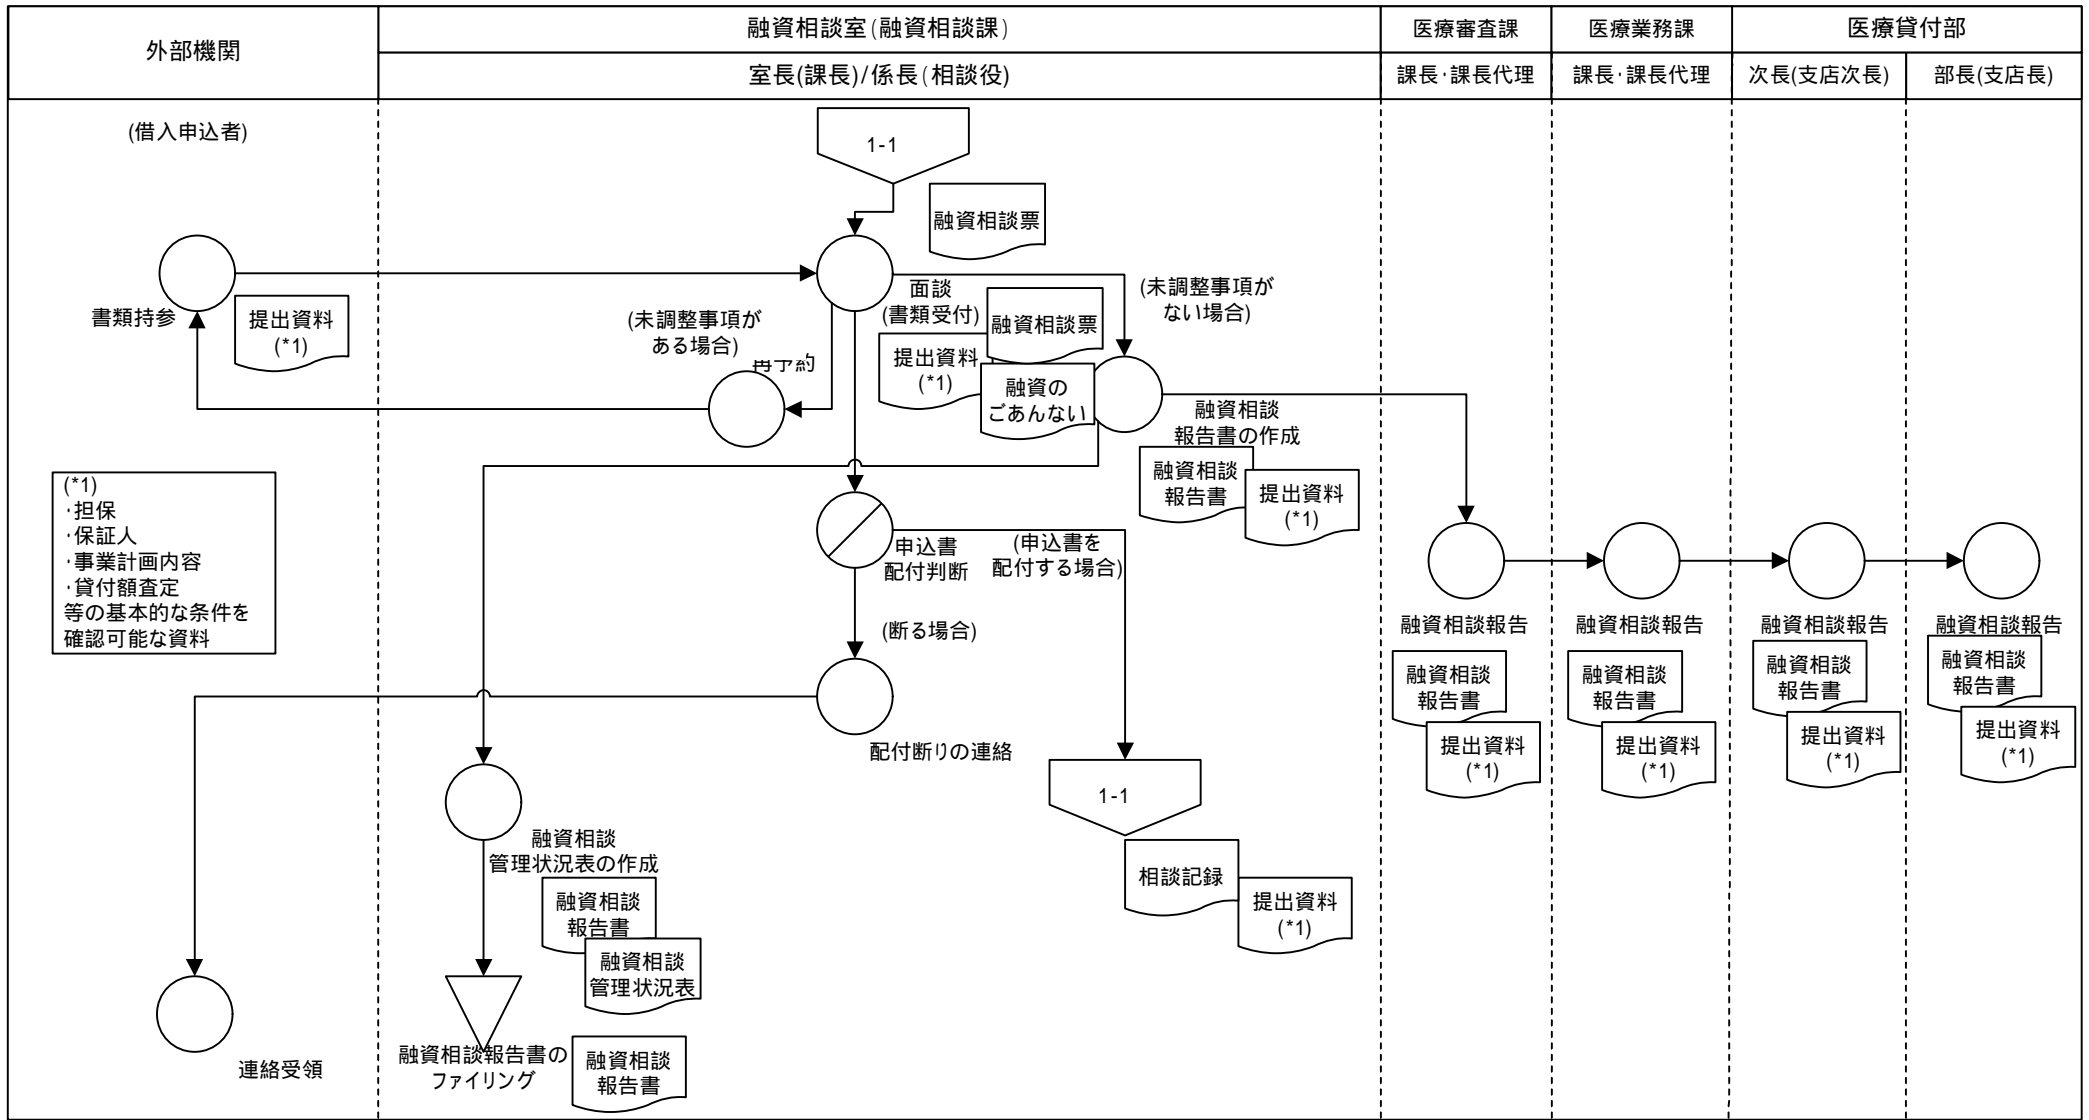 外部機関
融資相談室(融資相談課)
室長(課長)/係長(相談役)
医療審査課
課長・課長代理
医療業務課
課長・課長代理
医療貸付部
次長(支店次長)
部長(支店長)
(借入申込者)
1-1
融資相談票
書類持参
提出資料
(*1)
(未調整事項が
ある場合)
再予約
面談
(書類受付)
融資相談票
提出資料
(*1)
融資の
ごあんない
(未調整事項が
ない場合)
融資相談
報告書の作成
融資相談
報告書
提出資料
(*1)
(*1)
・担保
・保証人
・事業計画内容
・貸付額査定
等の基本的な条件を
確認可能な資料
申込書
配付判断
(申込書を
配付する場合)
(断る場合)
配付断りの連絡
融資相談報告
融資相談
報告書
提出資料
(*1)
融資相談報告
融資相談
報告書
提出資料
(*1)
融資相談報告
融資相談
報告書
提出資料
(*1)
融資相談報告
融資相談
報告書
提出資料
(*1)
1-1
相談記録
提出資料
(*1)
融資相談
管理状況表の作成
融資相談
報告書
融資相談
管理状況表
連絡受領
融資相談報告書の
ファイリング
融資相談
報告書